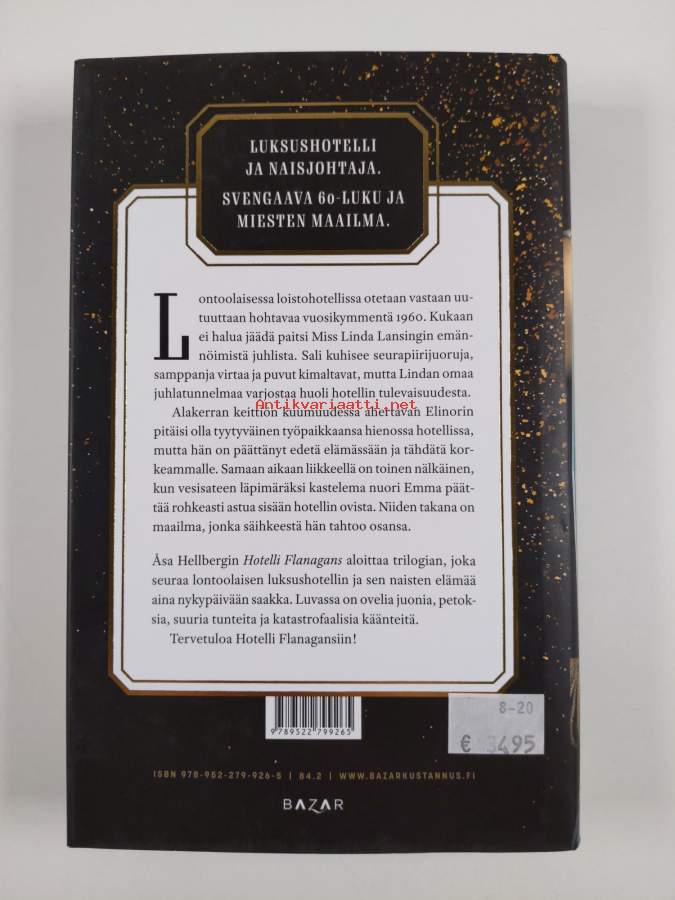 LUKSUSHOTELLI
JA NAISJOHTAJA.
SVENGAAVA 60-LUKU JA
MIESTEN MAAILMA.
Lontoolaisessa loistohotellissa otetaan vastaan uu-
tuuttaan hohtavaa vuosikymmentä 1960. Kukaan
ei halua jäädä paitsi Miss Linda Lansingin emän-
nöimistä juhlista. Sali kuhisee seurapiirijuoruja,
samppanja virtaa ja puvut kimaltavat, mutta Lindan omaa
juhlatunnelmaa varjostaa huoli hotellin tulevaisuudesta.
Antikvariaatti.net
Alakerran keittiön kuumuudessa ahertavan Elinorin
pitäisi olla tyytyväinen työpaikkaansa hienossa hotellissa,
mutta hän on päättänyt edetä elämässään ja tähdätä kor-
keammalle. Samaan aikaan liikkeellä on toinen nälkäinen,
kun vesisateen läpimäräksi kastelema nuori Emma päät-
tää rohkeasti astua sisään hotellin ovista. Niiden takana on
maailma, jonka säihkeestä hän tahtoo osansa.
Åsa Hellbergin Hotelli Flanagans aloittaa trilogian, joka
seuraa lontoolaisen luksushotellin ja sen naisten elämää
aina nykypäivään saakka. Luvassa on ovelia juonia, petok-
sia, suuria tunteita ja katastrofaalisia käänteitä.
Tervetuloa Hotelli Flanagansiin!
9789522799265
8-20
€ 34,95
ISBN 978-952-279-926-5 | 84.2 | WWW.BAZARKUSTANNUS.FI
BAZAR